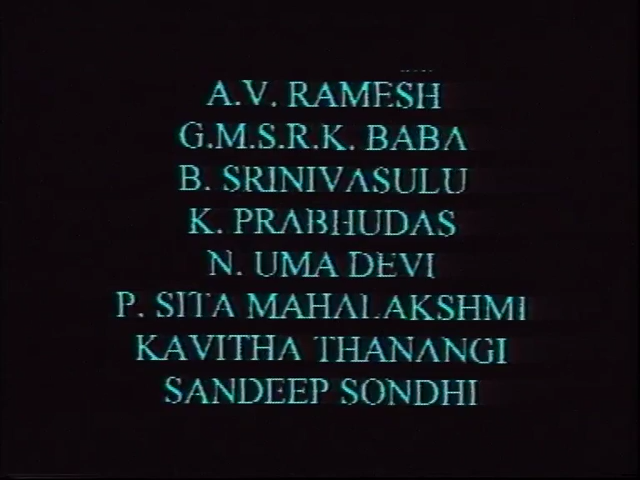 A.V. RAMESH
G.M.S.R.K. BABA
B. SRINIVASULU
K. PRABHUDAS
N. UMA DEVI
P. SITA MAHALAKSHMI
KAVITHA THANANGI
SANDEEP SONDHI